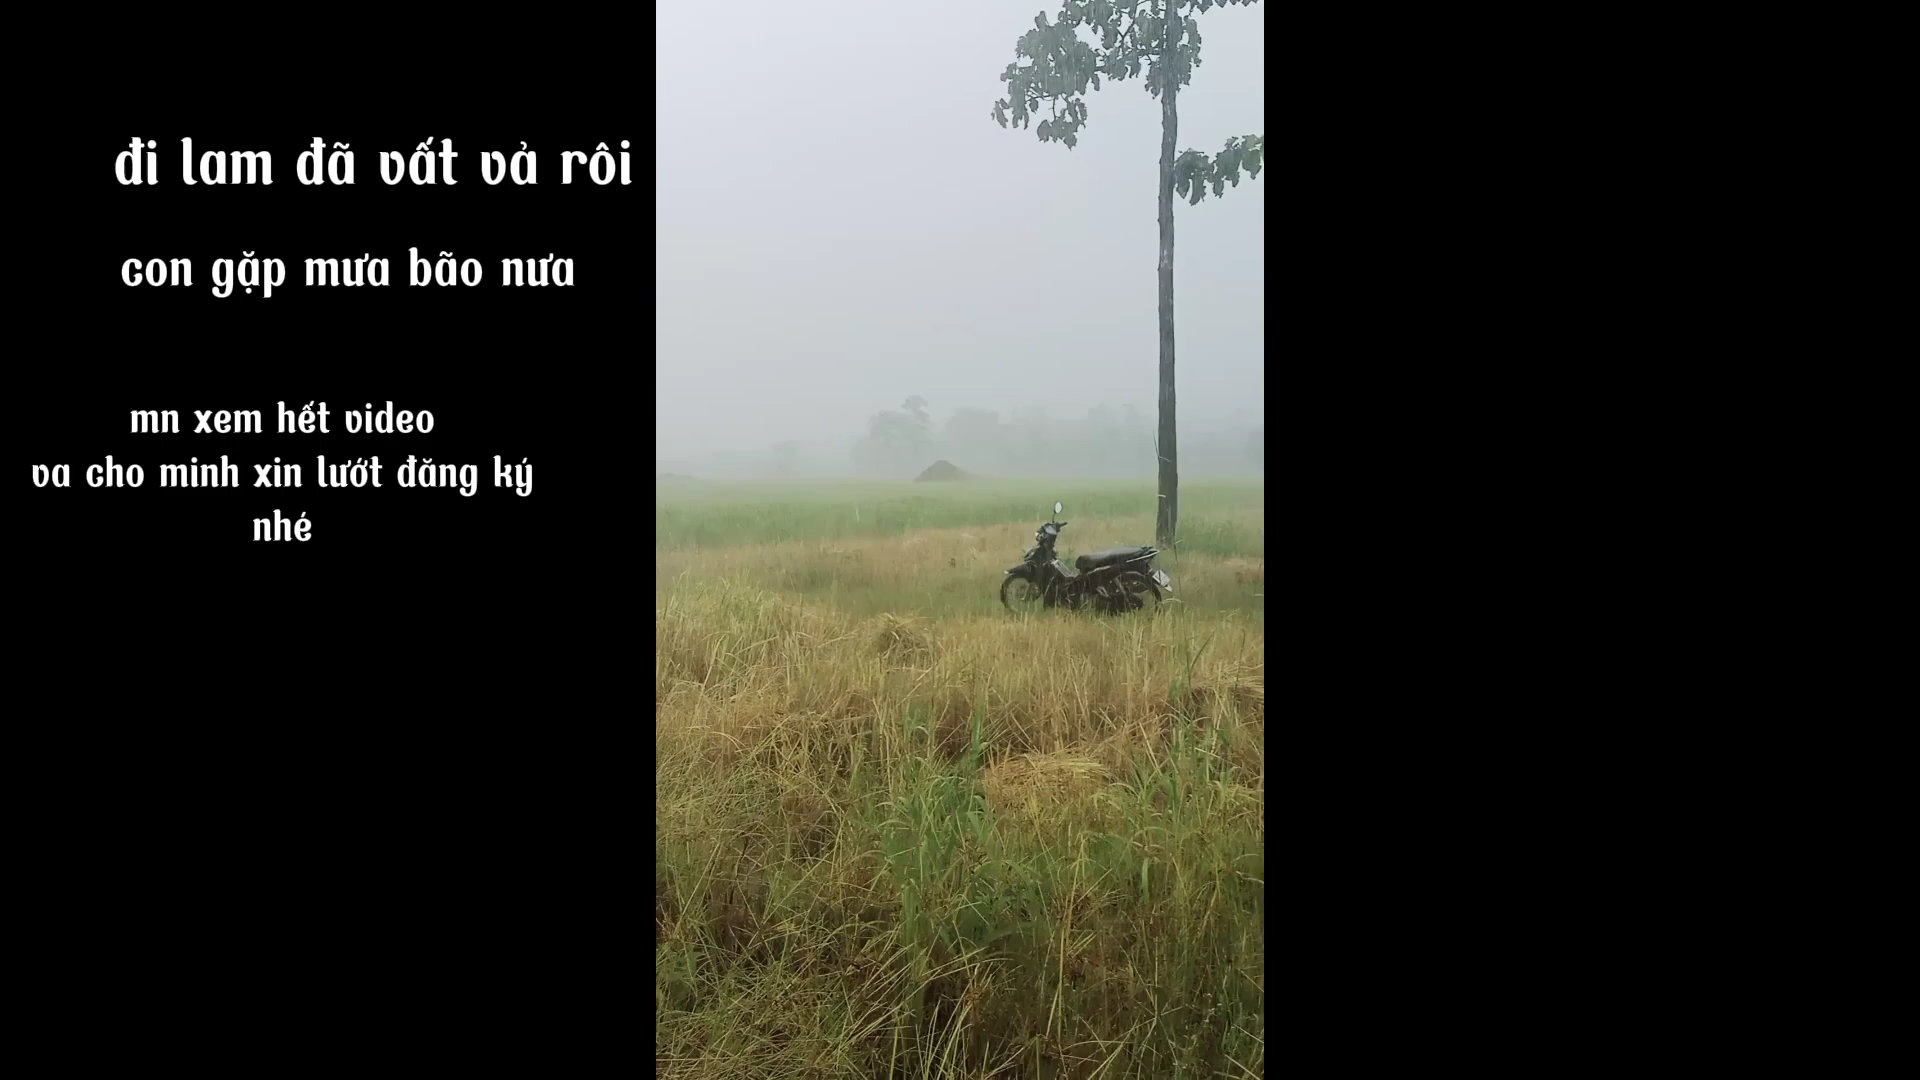 đi lam đã vất vả rôi
con gặp mưa bão nưa
mn xem hết video
va cho minh xin lướt đăng ký
nhé